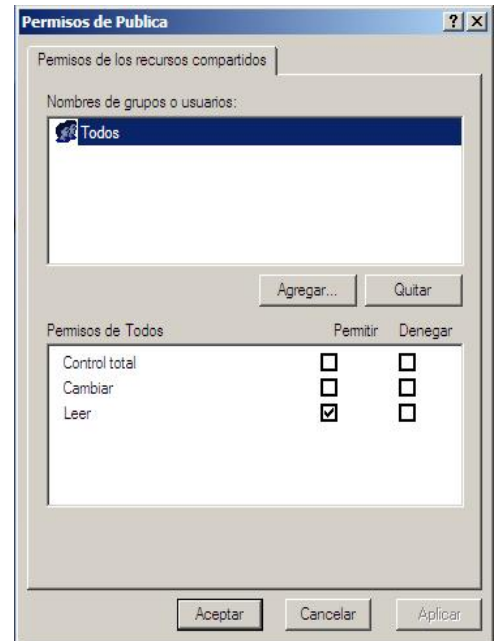 Permisos de Publica
Permisos de los recursos compartidos
Nombres de grupos o usuarios:
Todos
Agregar... Quitar
Permisos de Todos Permitir Denegar
Control total
Cambiar
Leer
Aceptar Cancelar Aplicar